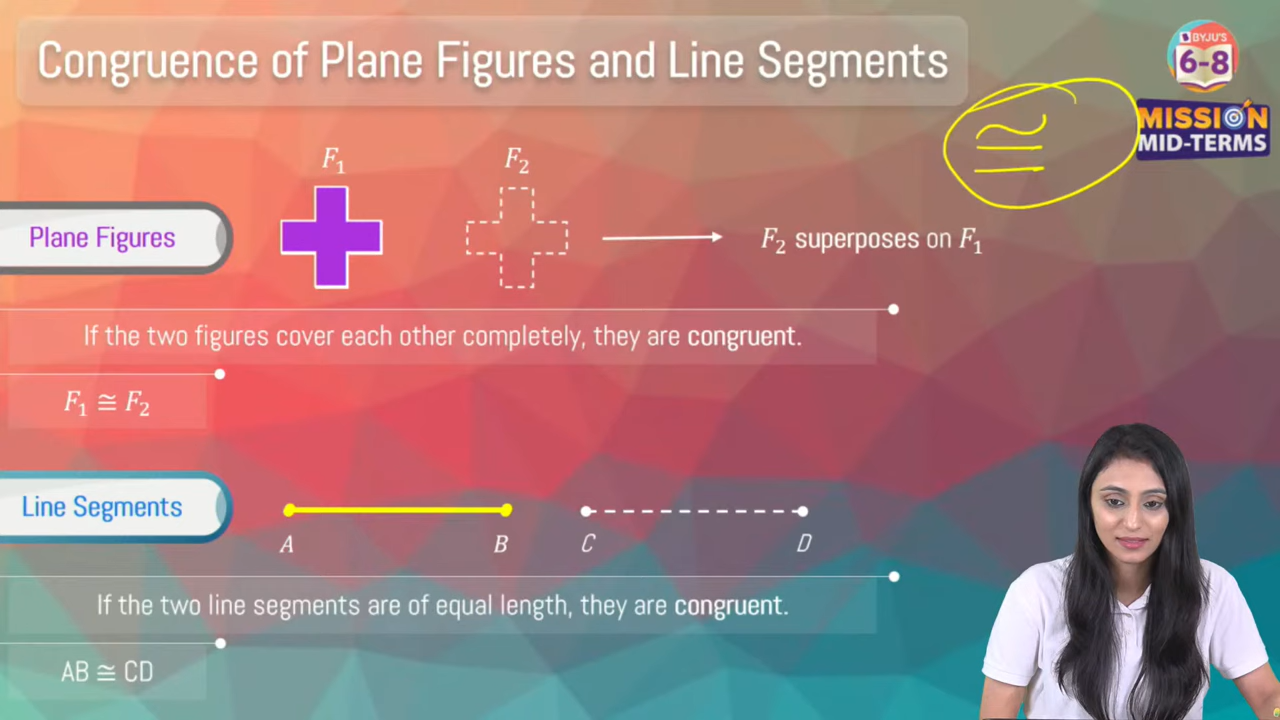 Congruence of Plane Figures and Line Segments
BYJU'S
6-8
MISSION
MID-TERMS
≅
F₁
F₂
Plane Figures
F₂ superposes on F₁
If the two figures cover each other completely, they are congruent.
F₁ ≅ F₂
Line Segments
A
B
C
D
If the two line segments are of equal length, they are congruent.
AB ≅ CD